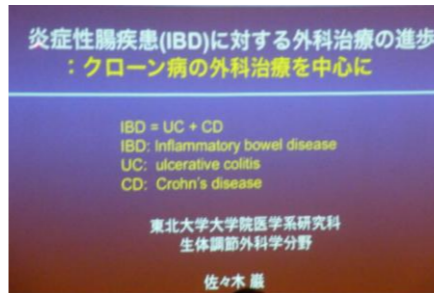 炎症性腸疾患(IBD)に対する外科治療の進歩
：クローン病の外科治療を中心に
IBD = UC + CD
IBD: Inflammatory bowel disease
UC: ulcerative colitis
CD: Crohn's disease
東北大学大学院医学系研究科
生体調節外科学分野
佐々木 巌